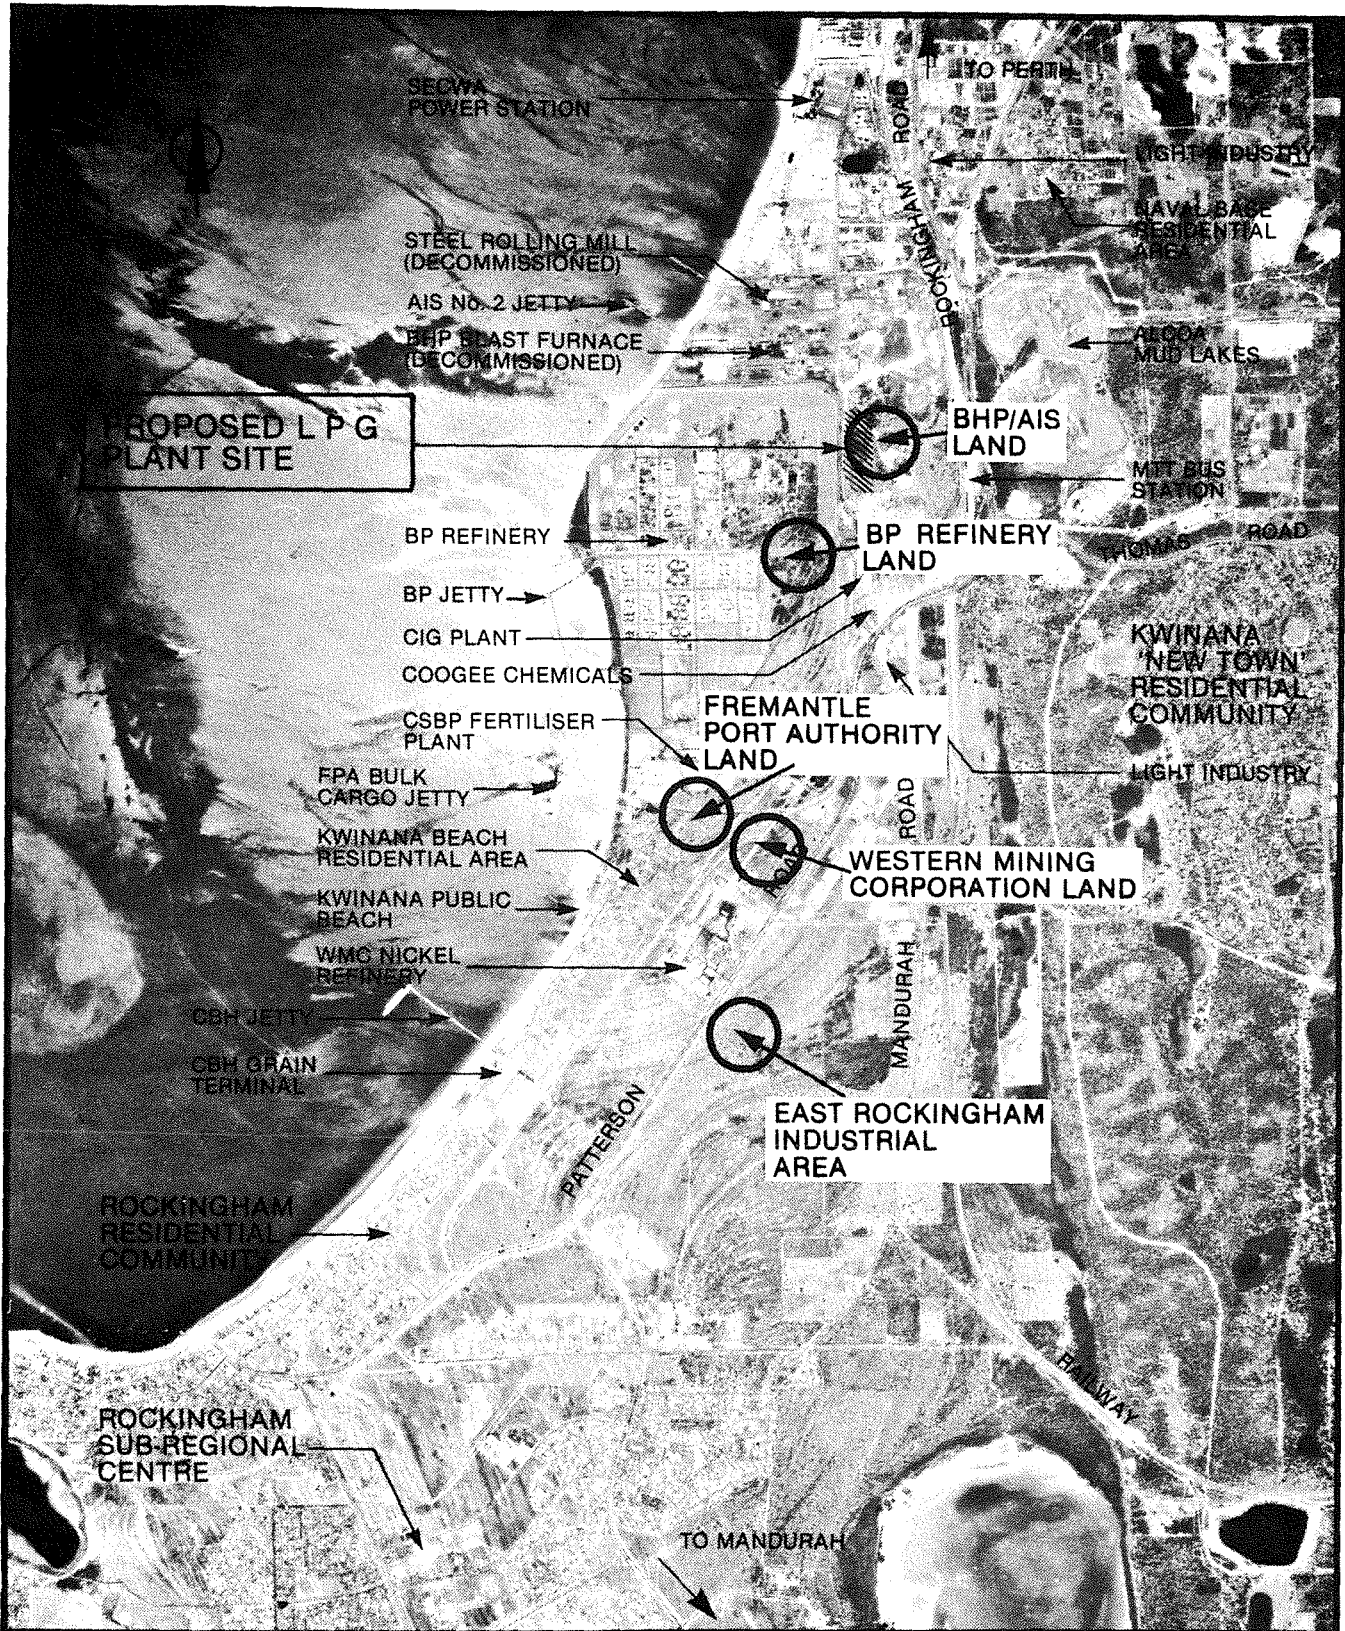 SECWA
POWER STATION
TO PERTH
ROAD
ROCKINGHAM
LIGHT INDUSTRY
NAVAL BASE
RESIDENTIAL
AREA
STEEL ROLLING MILL
(DECOMMISSIONED)
AIS No. 2 JETTY
BHP BLAST FURNACE
(DECOMMISSIONED)
ALCOA
MUD LAKES
PROPOSED L P G
PLANT SITE
BHP/AIS
LAND
MTT BUS
STATION
BP REFINERY
BP REFINERY
LAND
THOMAS ROAD
BP JETTY
CIG PLANT
COOGEE CHEMICALS
KWINANA
'NEW TOWN'
RESIDENTIAL
COMMUNITY
CSBP FERTILISER
PLANT
FREMANTLE
PORT AUTHORITY
LAND
LIGHT INDUSTRY
FPA BULK
CARGO JETTY
ROAD
KWINANA BEACH
RESIDENTIAL AREA
ROAD
WESTERN MINING
CORPORATION LAND
KWINANA PUBLIC
BEACH
WMC NICKEL
REFINERY
MANDURAH
CBH JETTY
CBH GRAIN
TERMINAL
PATTERSON
EAST ROCKINGHAM
INDUSTRIAL
AREA
ROCKINGHAM
RESIDENTIAL
COMMUNITY
RAILWAY
ROCKINGHAM
SUB-REGIONAL
CENTRE
TO MANDURAH